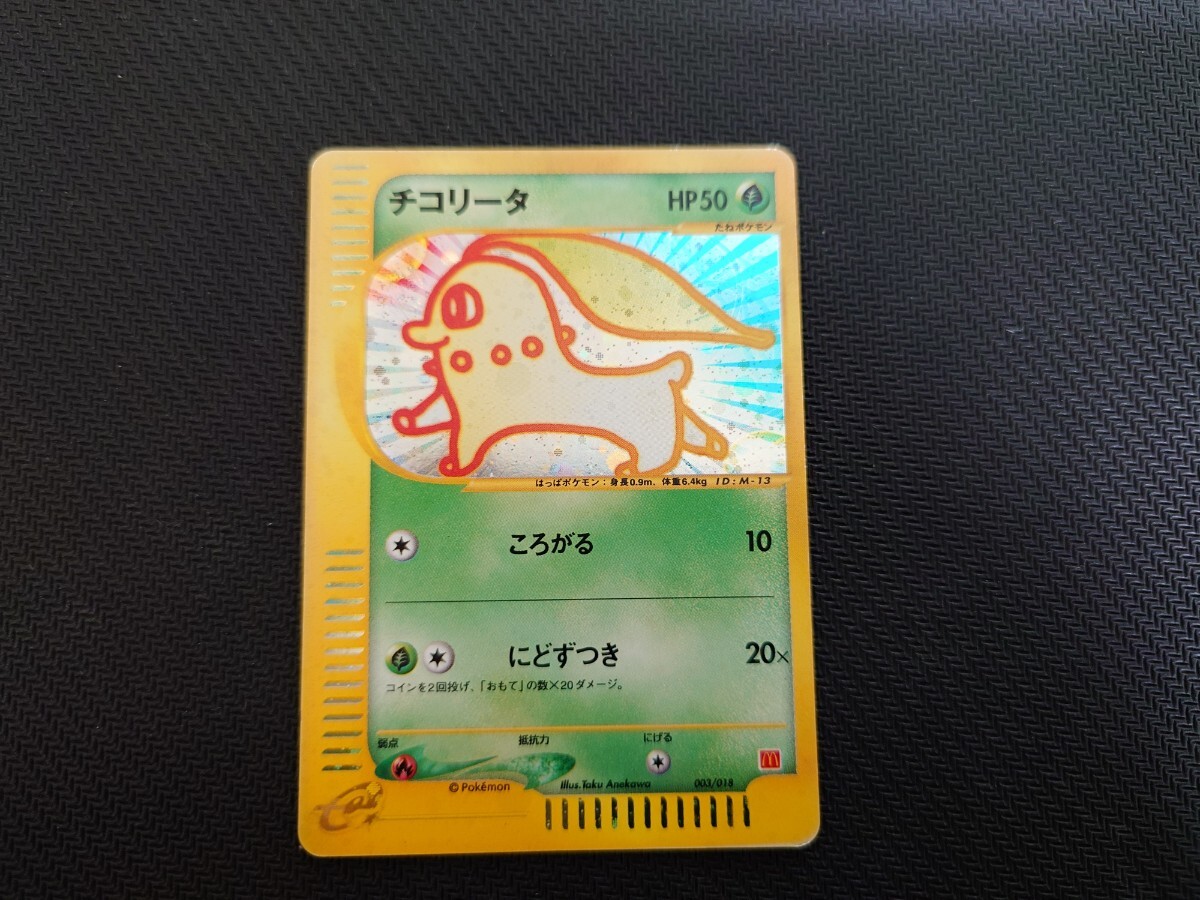 チコリータ HP50
たねポケモン
はっぱポケモン：身長0.9m、体重6.4kg ID：M-13
ころがる 10
にどずつき 20×
コインを2回投げ、「おもて」の数×20ダメージ。
弱点 抵抗力 にげる
©Pokémon Illus.Taku Anekawa 003/018